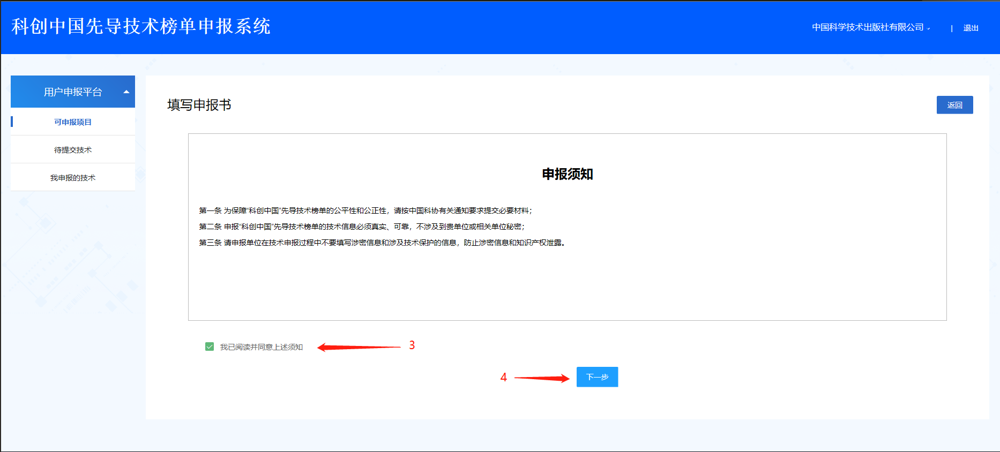 科创中国先导技术榜单申报系统
中国科学技术出版社有限公司 | 退出
用户申报平台
可申报项目
待提交技术
我申报的技术
填写申报书
返回
申报须知
第一条 为保障“科创中国”先导技术榜单的公平性和公正性，请按中国科协有关通知要求提交必要材料；
第二条 申报“科创中国”先导技术榜单的技术信息必须真实、可靠，不涉及到贵单位或相关单位秘密；
第三条 请申报单位在技术申报过程中不要填写涉密信息和涉及技术保护的信息，防止涉密信息和知识产权泄露。
我已阅读并同意上述须知
3
4
下一步